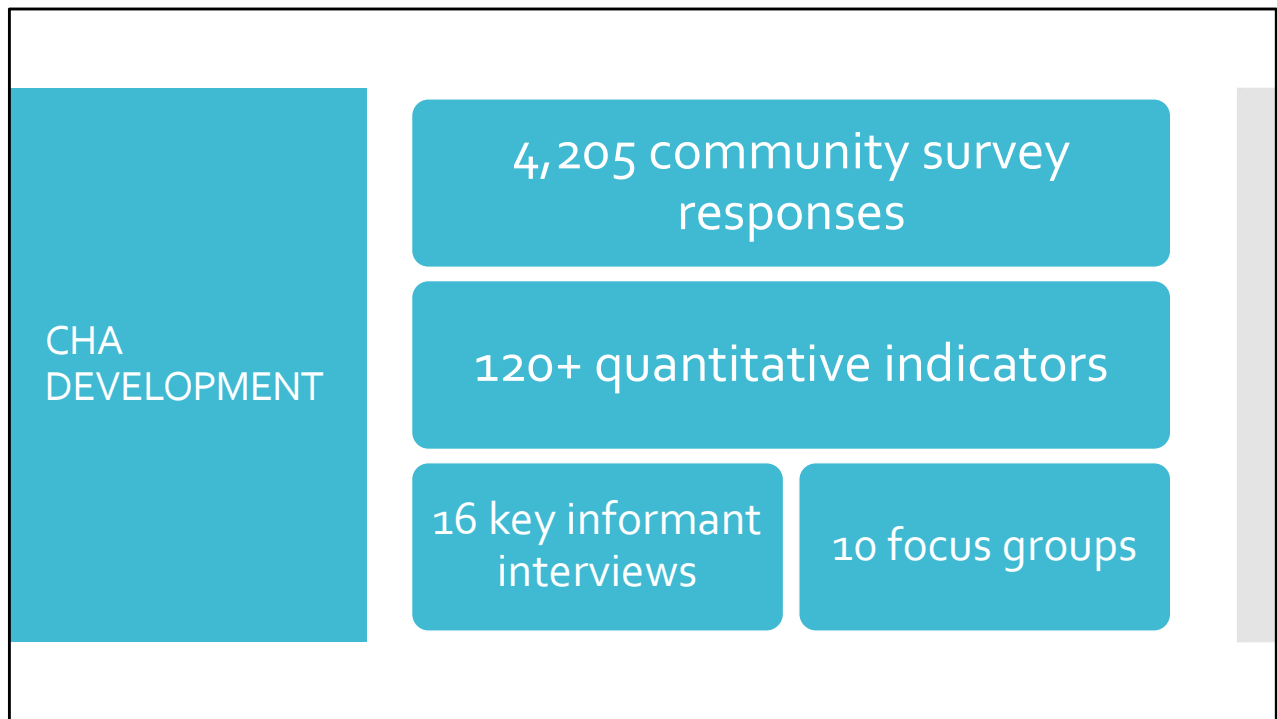 CHA
DEVELOPMENT
4,205 community survey
responses
120+ quantitative indicators
16 key informant
interviews
10 focus groups